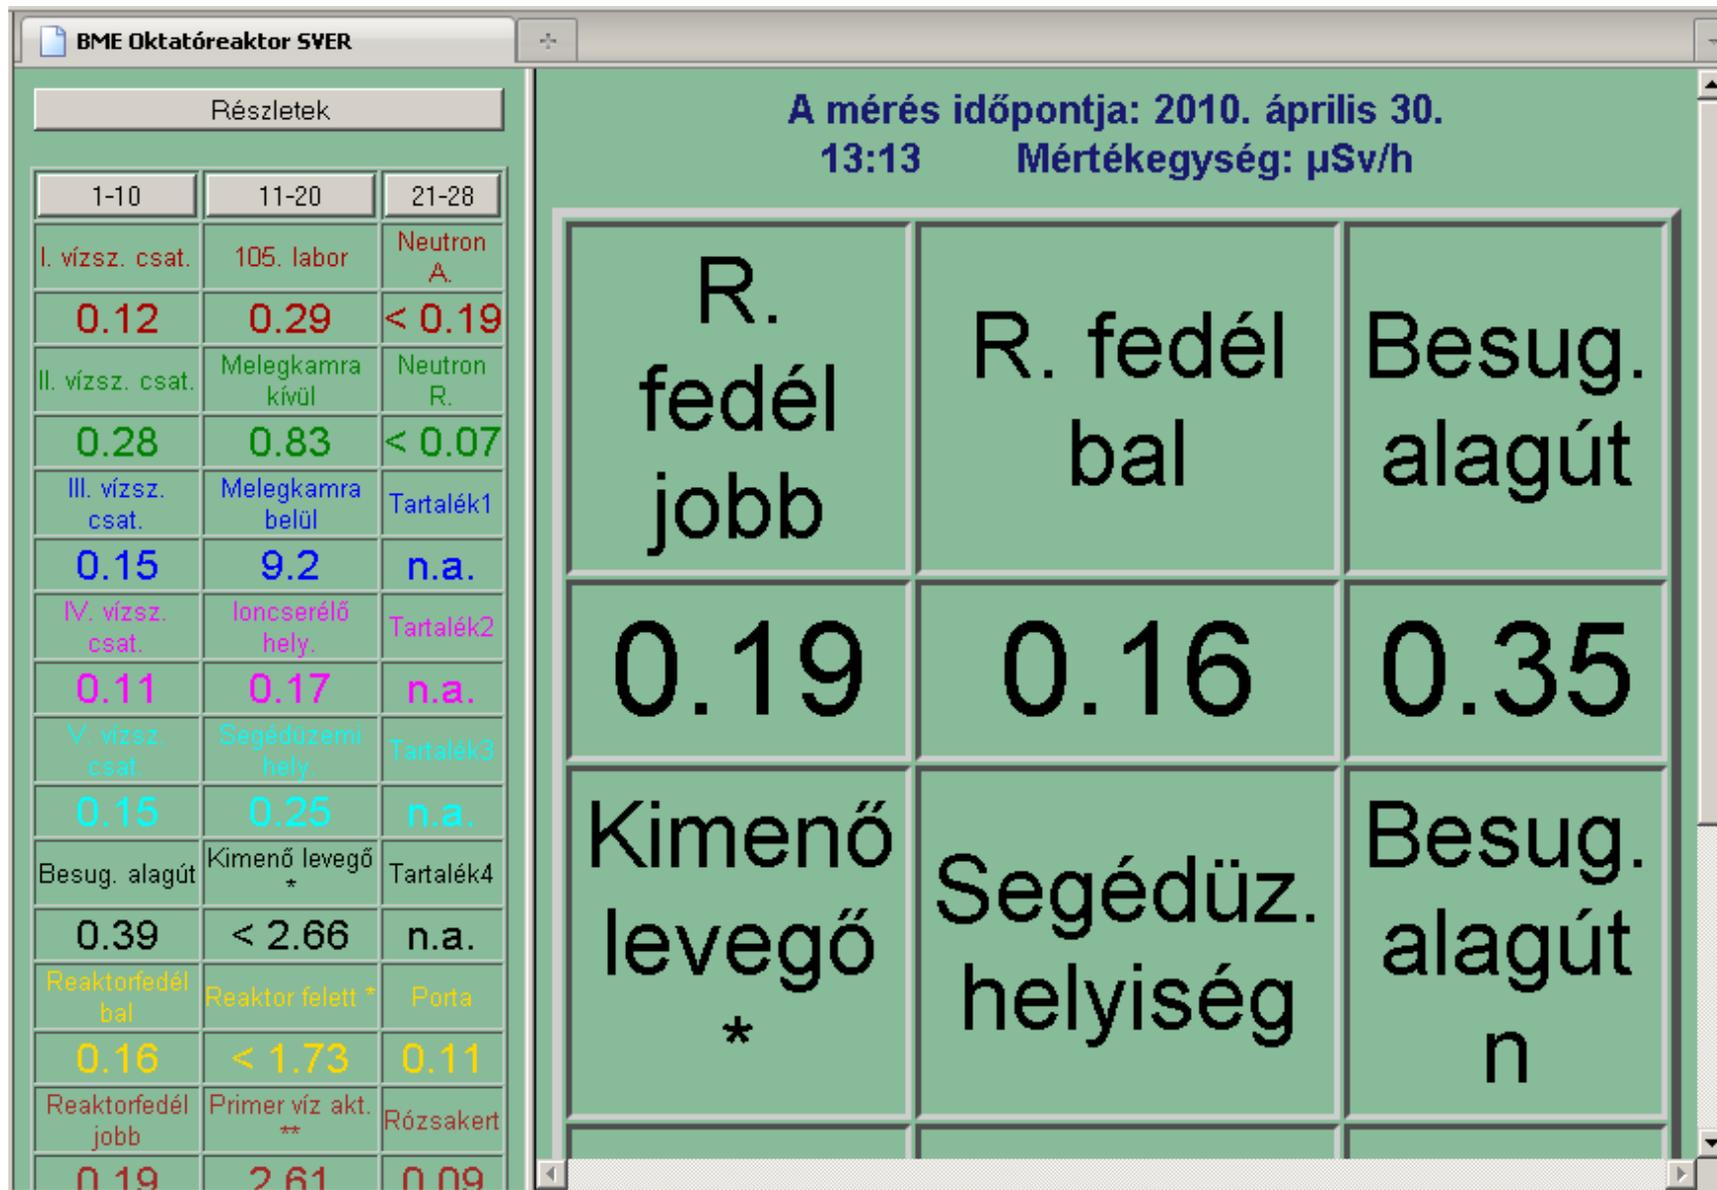 BME Oktatóreaktor SVER
Részletek
1-10 11-20 21-28
I. vízsz. csat. 105. labor Neutron
A.
0.12 0.29 < 0.19
II. vízsz. csat. Melegkamra
kívül Neutron
R.
0.28 0.83 < 0.07
III. vízsz.
csat. Melegkamra
belül Tartalék1
0.15 9.2 n.a.
IV. vízsz.
csat. Ioncserélő
hely. Tartalék2
0.11 0.17 n.a.
V. vízsz.
csat. Segédüzemi
hely. Tartalék3
0.15 0.25 n.a.
Besug. alagút Kimenő levegő
* Tartalék4
0.39 < 2.66 n.a.
Reaktorfedél
bal Reaktor felett * Porta
0.16 < 1.73 0.11
Reaktorfedél
jobb Primer víz akt.
** Rózsakert
0.19 2.61 0.09
A mérés időpontja: 2010. április 30.
13:13 Mértékegység: µSv/h
R.
fedél
jobb
R. fedél
bal
Besug.
alagút
0.19 0.16 0.35
Kimenő
levegő
*
Segédüz.
helyiség
Besug.
alagút
n